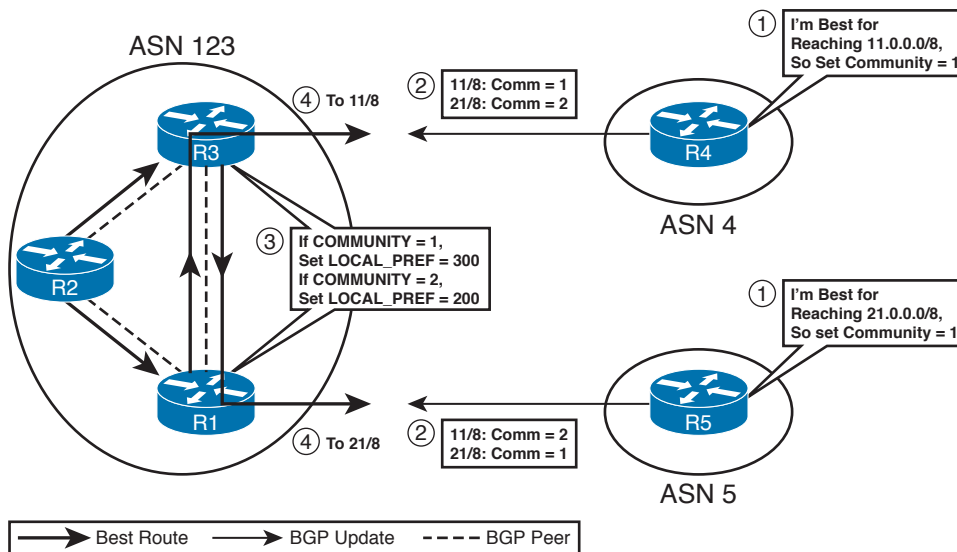 ASN 123
① I'm Best for
Reaching 11.0.0.0/8,
So Set Community = 1
④ To 11/8
② 11/8: Comm = 1
21/8: Comm = 2
R3
R4
ASN 4
R2
③ If COMMUNITY = 1,
Set LOCAL_PREF = 300
If COMMUNITY = 2,
Set LOCAL_PREF = 200
① I'm Best for
Reaching 21.0.0.0/8,
So set Community = 1
R1
R5
④ To 21/8
② 11/8: Comm = 2
21/8: Comm = 1
ASN 5
Best Route
BGP Update
BGP Peer